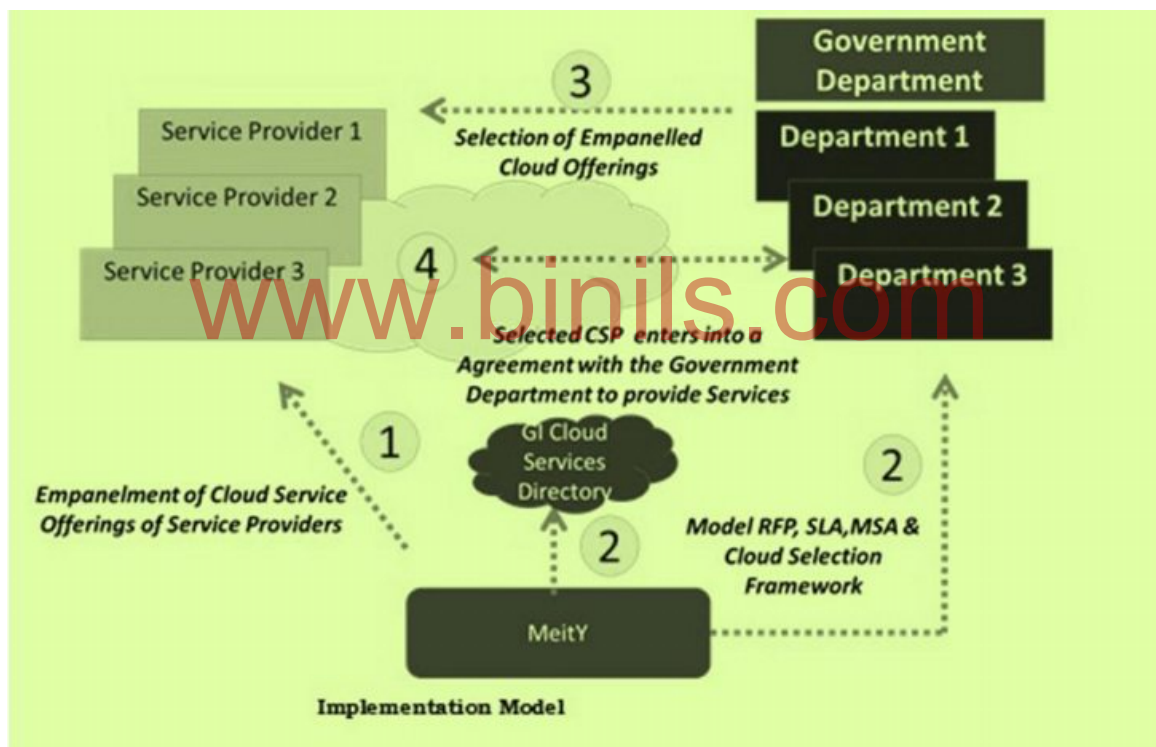 Government
Department
3
Service Provider 1
Selection of Empanelled
Cloud Offerings
Department 1
Service Provider 2
Department 2
4
Service Provider 3
Department 3
www.binils.com
Selected CSP enters into a
Agreement with the Government
Department to provide Services
1
GI Cloud
Services
Directory
2
Empanelment of Cloud Service
Offerings of Service Providers
Model RFP, SLA,MSA &
Cloud Selection
Framework
2
MeitY
Implementation Model